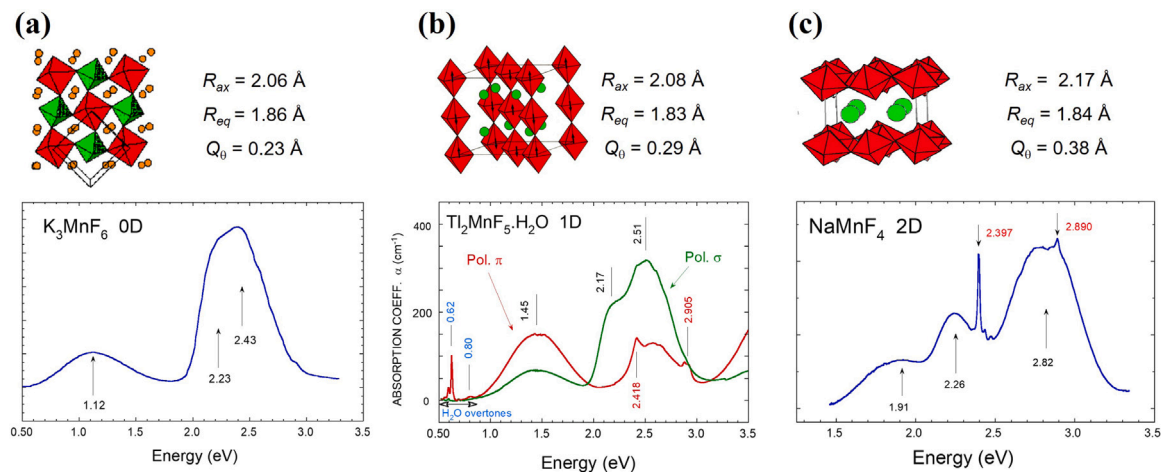 (a)
R_ax = 2.06 Å
R_eq = 1.86 Å
Q_θ = 0.23 Å
K₃MnF₆ 0D
2.43
2.23
1.12
0.50 1.0 1.5 2.0 2.5 3.0 3.5
Energy (eV)
(b)
R_ax = 2.08 Å
R_eq = 1.83 Å
Q_θ = 0.29 Å
ABSORPTION COEFF. α (cm⁻¹)
400
200
0
Tl₂MnF₅.H₂O 1D
Pol. π
Pol. σ
2.51
2.17
1.45
0.62
0.80
2.905
2.418
H₂O overtones
0.50 1.0 1.5 2.0 2.5 3.0 3.5
Energy (eV)
(c)
R_ax = 2.17 Å
R_eq = 1.84 Å
Q_θ = 0.38 Å
NaMnF₄ 2D
2.397
2.890
2.82
2.26
1.91
1.5 2.0 2.5 3.0 3.5
Energy (eV)